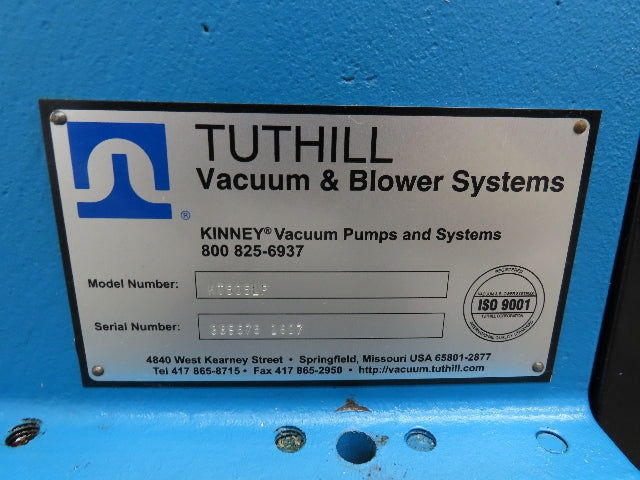 TUTHILL
Vacuum & Blower Systems
®
KINNEY® Vacuum Pumps and Systems
800 825-6937
Model Number:
Serial Number:
REGISTERED
ISO 9001
4840 West Kearney Street • Springfield, Missouri USA 65801-2877
Tel 417 865-8715 • Fax 417 865-2950 • http://vacuum.tuthill.com